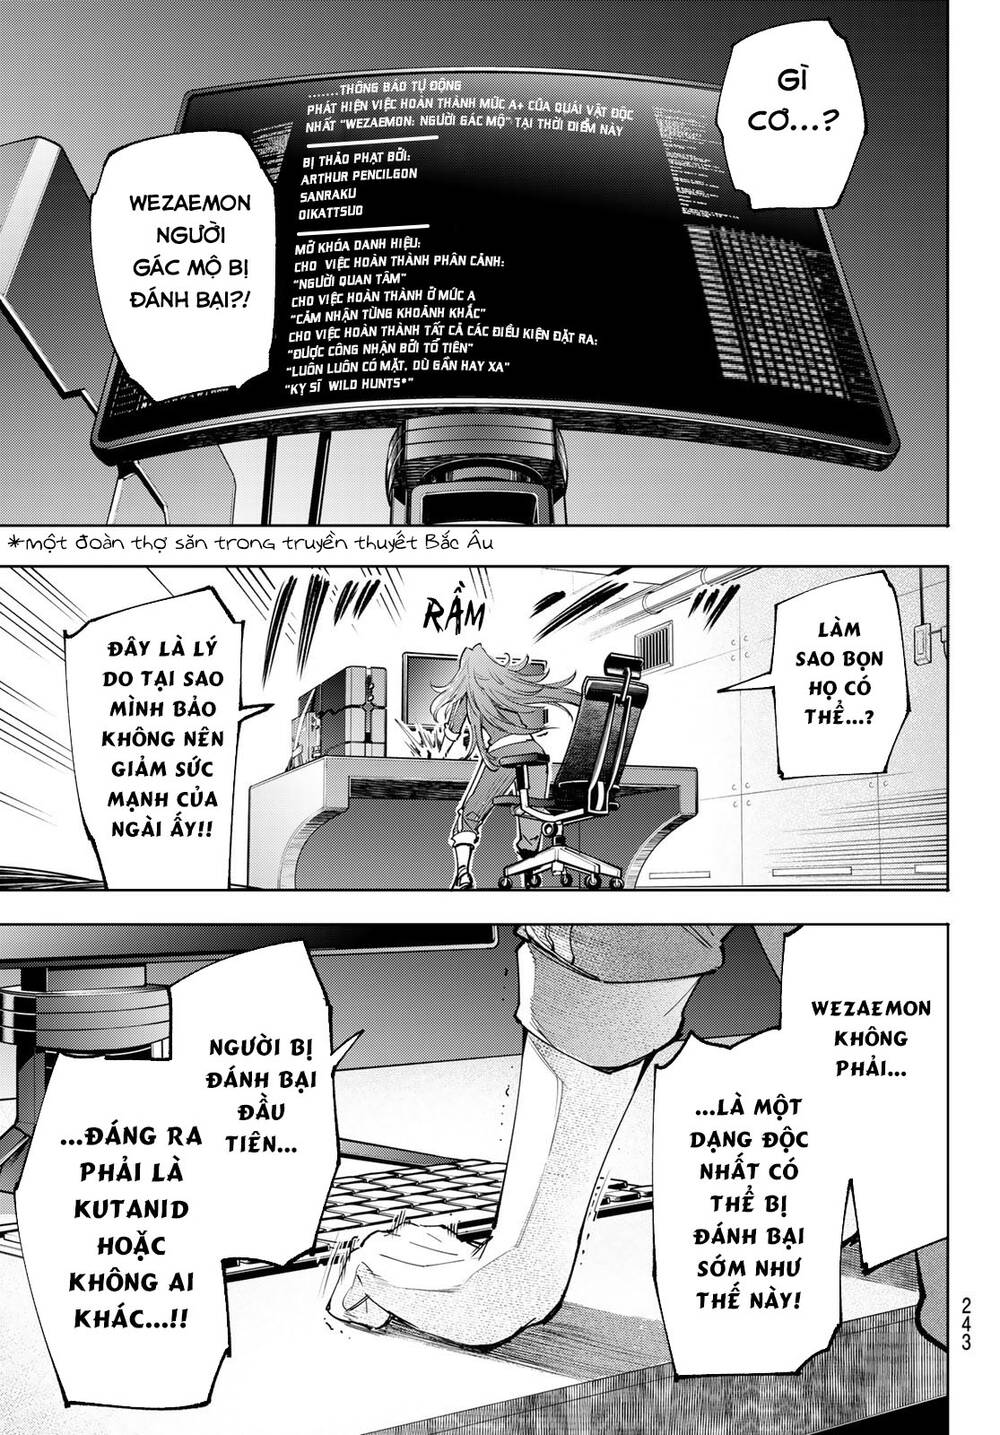 GÌ
CƠ...?
.......THÔNG BÁO TỰ ĐỘNG
PHÁT HIỆN VIỆC HOÀN THÀNH MỨC A+ CỦA QUÁI VẬT ĐỘC
NHẤT "WEZAEMON: NGƯỜI GÁC MỘ" TẠI THỜI ĐIỂM NÀY
BỊ THẢO PHẠT BỞI:
ARTHUR PENCILGON
SANRAKU
OIKATTSUO
MỞ KHÓA DANH HIỆU:
CHO VIỆC HOÀN THÀNH PHÂN CẢNH:
"NGƯỜI QUAN TÂM"
CHO VIỆC HOÀN THÀNH Ở MỨC A
"CẢM NHẬN TỪNG KHOẢNH KHẮC"
CHO VIỆC HOÀN THÀNH TẤT CẢ CÁC ĐIỀU KIỆN ĐẶT RA:
"ĐƯỢC CÔNG NHẬN BỞI TỔ TIÊN"
"LUÔN LUÔN CÓ MẶT, DÙ GẦN HAY XA"
"KỴ SĨ WILD HUNTS*"
WEZAEMON
NGƯỜI
GÁC MỘ BỊ
ĐÁNH BẠI?!
*một đoàn thợ săn trong truyền thuyết Bắc Âu
LÀM
SAO BỌN
HỌ CÓ
THỂ...?
RẦM
ĐÂY LÀ LÝ
DO TẠI SAO
MÌNH BẢO
KHÔNG NÊN
GIẢM SỨC
MẠNH CỦA
NGÀI ẤY!!
WEZAEMON
KHÔNG
PHẢI...
...LÀ MỘT
DẠNG ĐỘC
NHẤT CÓ
THỂ BỊ
ĐÁNH BẠI
SỚM NHƯ
THẾ NÀY!
NGƯỜI BỊ
ĐÁNH BẠI
ĐẦU
TIÊN...
...ĐÁNG RA
PHẢI LÀ
KUTANID
HOẶC
KHÔNG AI
KHÁC...!!
243